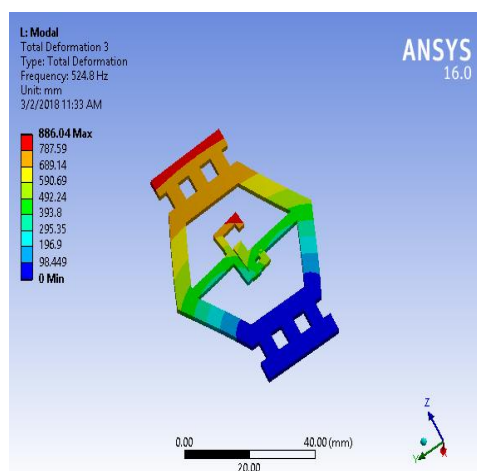 L: Modal
Total Deformation 3
Type: Total Deformation
Frequency: 524.8 Hz
Unit: mm
3/2/2018 11:33 AM
ANSYS
16.0
886.04 Max
787.59
689.14
590.69
492.24
393.8
295.35
196.9
98.449
0 Min
0.00 40.00 (mm)
20.00
Z
Y
X